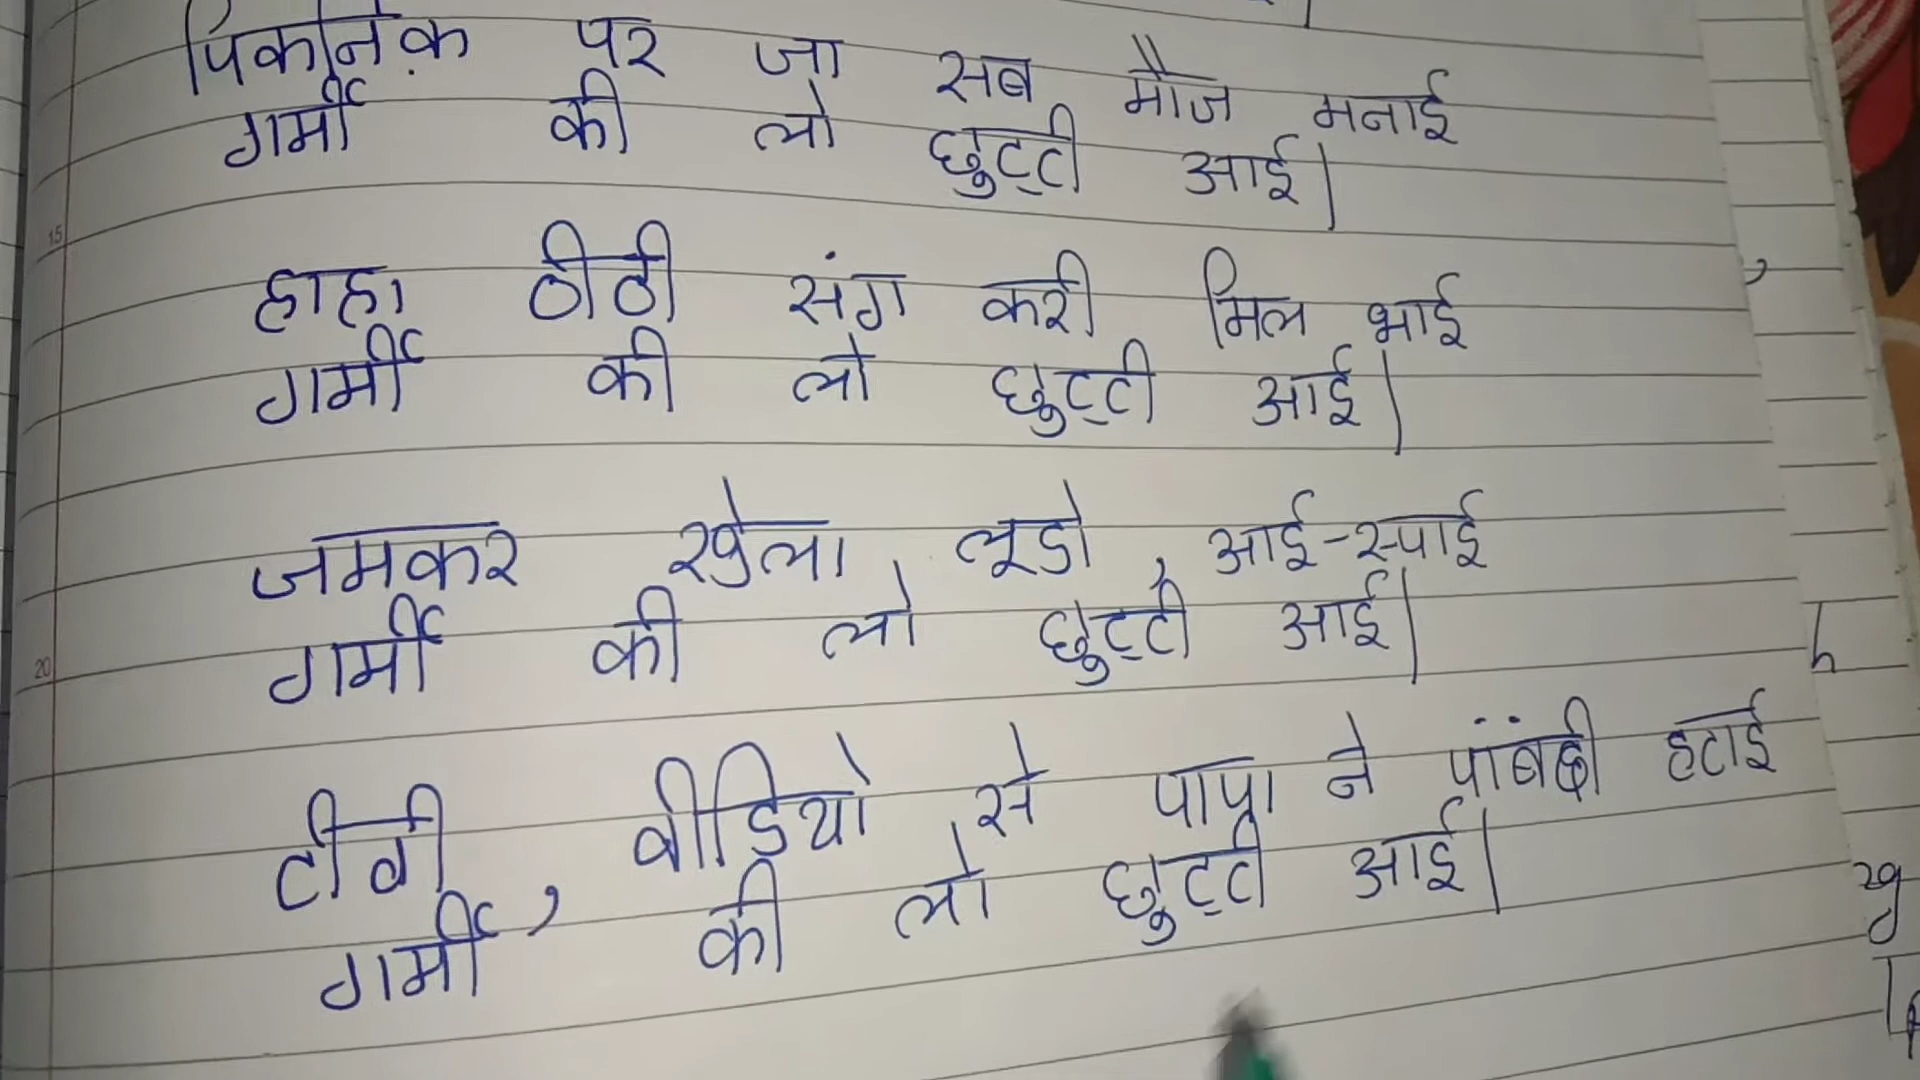 पिकनिक पर जा सब मौज मनाई
गर्मी की लो छुट्टी आई|
हाहा ठीठी संग करी मिल भाई
गर्मी की लो छुट्टी आई|
जमकर खेला लूडो, आई-स्पाई
गर्मी की लो छुट्टी आई|
टीवी, वीडियो से पापा ने पांबंदी हटाई
गर्मी की लो छुट्टी आई|